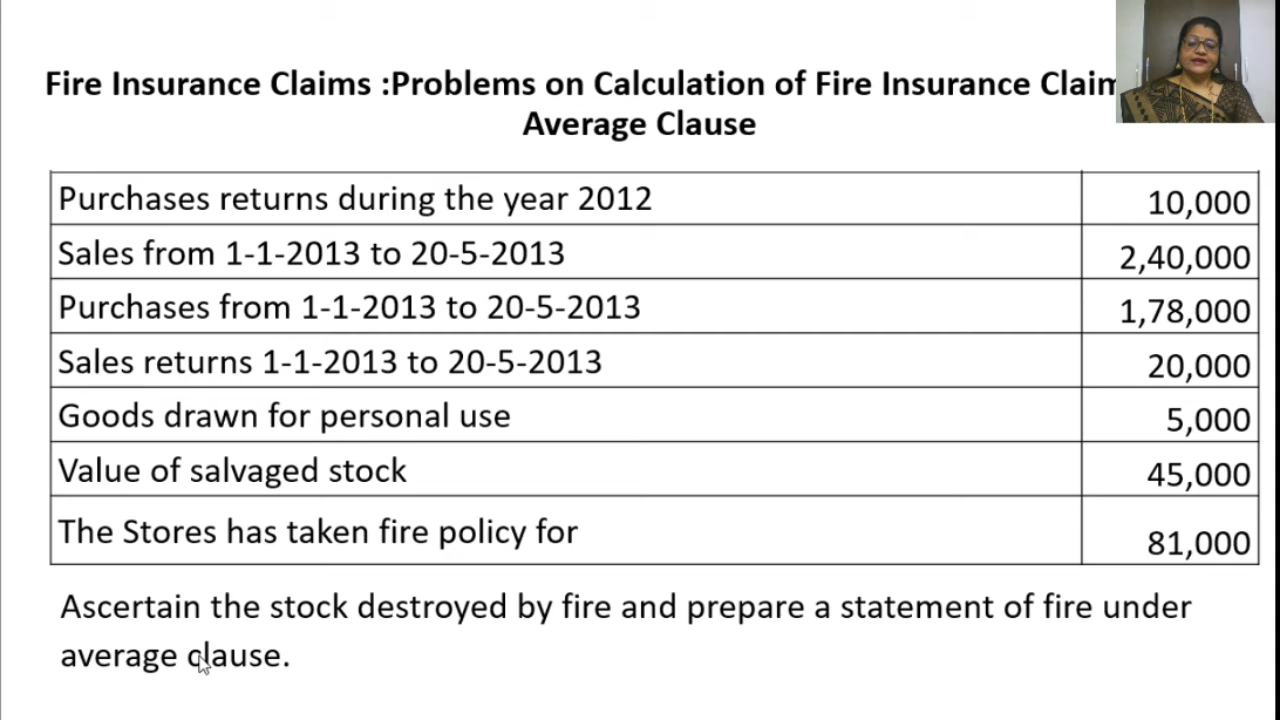 Fire Insurance Claims :Problems on Calculation of Fire Insurance Claim
Average Clause
Purchases returns during the year 2012 10,000
Sales from 1-1-2013 to 20-5-2013 2,40,000
Purchases from 1-1-2013 to 20-5-2013 1,78,000
Sales returns 1-1-2013 to 20-5-2013 20,000
Goods drawn for personal use 5,000
Value of salvaged stock 45,000
The Stores has taken fire policy for 81,000
Ascertain the stock destroyed by fire and prepare a statement of fire under
average clause.